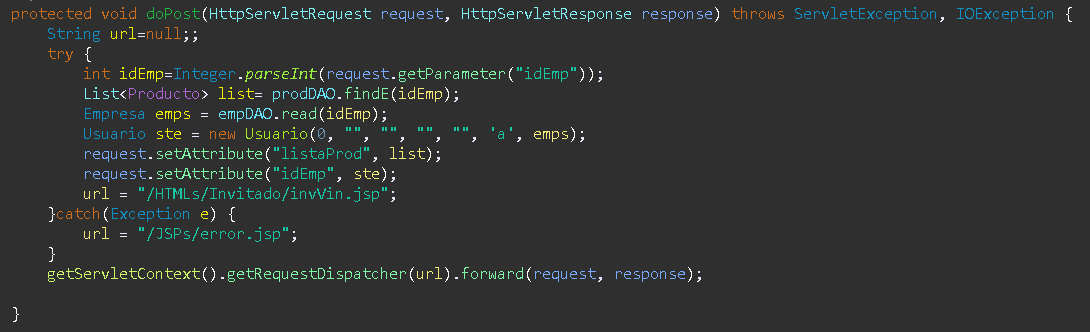 protected void doPost(HttpServletRequest request, HttpServletResponse response) throws ServletException, IOException {
    String url=null;;
    try {
        int idEmp=Integer.parseInt(request.getParameter("idEmp"));
        List<Producto> list= prodDAO.findE(idEmp);
        Empresa emps = empDAO.read(idEmp);
        Usuario ste = new Usuario(0, "", "", "", "", 'a', emps);
        request.setAttribute("listaProd", list);
        request.setAttribute("idEmp", ste);
        url = "/HTMLs/Invitado/invVin.jsp";
    }catch(Exception e) {
        url = "/JSPs/error.jsp";
    }
    getServletContext().getRequestDispatcher(url).forward(request, response);
}